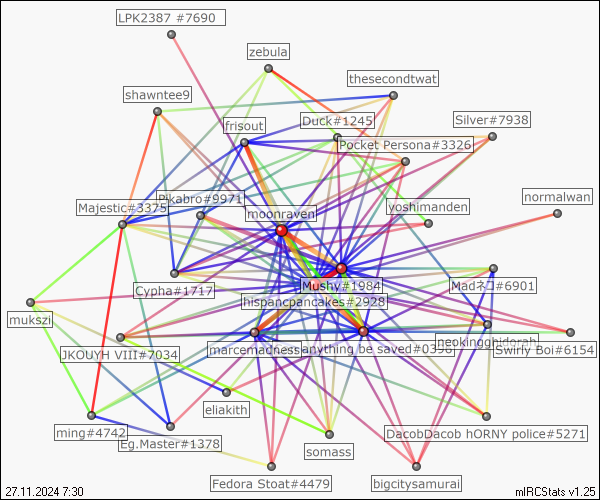 LPK2387 #7690
zebula
thesecondtwat
shawntee9
Duck#1245
Silver#7938
frisout
Pocket Persona#3326
Pikabro#9971
normalwan
Majestic#3375
moonraven
yoshimanden
Cypha#1717
Mushy#1984
#6901
hispancpancakes#2928
mukszi
JKOUYH VIII#7034
marcemadness
anything be saved#0398
neokingghidorah
Swirly Boi#6154
eliakith
ming#4742
Eg.Master#1378
somass
DacobDacob hORNY police#5271
Fedora Stoat#4479
bigcitysamurai
27.11.2024 7:30
mIRCStats v1.25